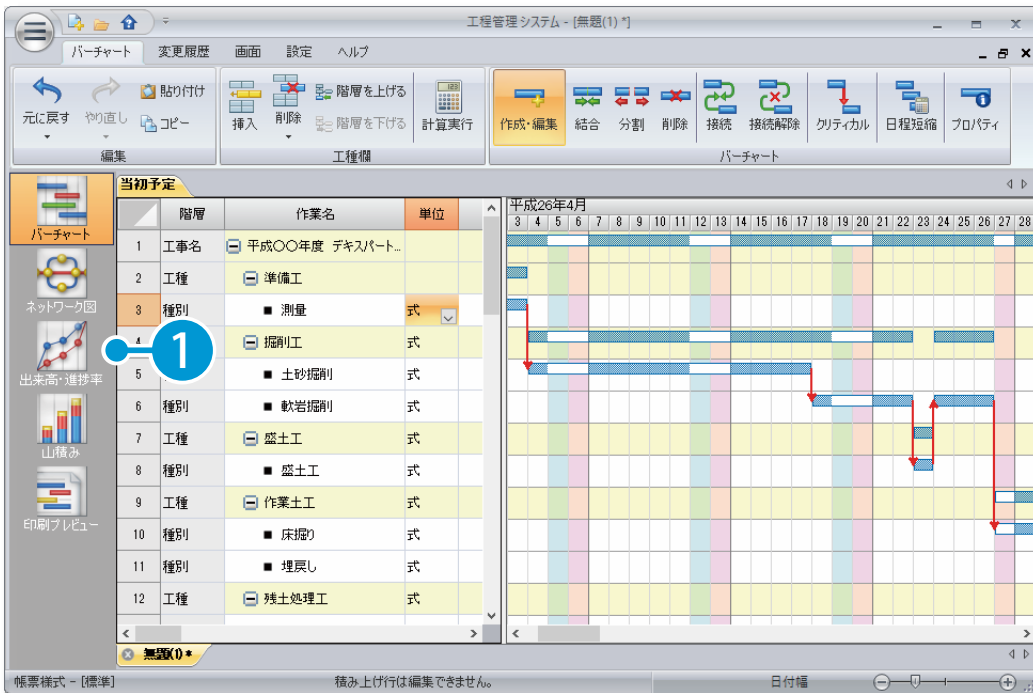 工程管理システム - [無題(1) *]
バーチャート 変更履歴 画面 設定 ヘルプ
元に戻す やり直し 貼り付け コピー
挿入 削除 階層を上げる 階層を下げる 計算実行
作成・編集 結合 分割 削除 接続 接続解除 クリティカル 日程短縮 プロパティ
編集 工種欄 バーチャート
バーチャート
ネットワーク図
出来高・進捗率
山積み
印刷プレビュー
1
当初予定
階層 作業名 単位
平成26年4月
3 4 5 6 7 8 9 10 11 12 13 14 15 16 17 18 19 20 21 22 23 24 25 26 27 28
1 工事名 平成〇〇年度 デキスパート...
2 工種 準備工
3 種別 測量 式
4 掘削工 式
5 土砂掘削 式
6 種別 軟岩掘削 式
7 工種 盛土工 式
8 種別 盛土工 式
9 工種 作業土工 式
10 種別 床掘り 式
11 種別 埋戻し 式
12 工種 残土処理工 式
無題(1) *
帳票様式 - [標準] 積み上げ行は編集できません。 日付幅